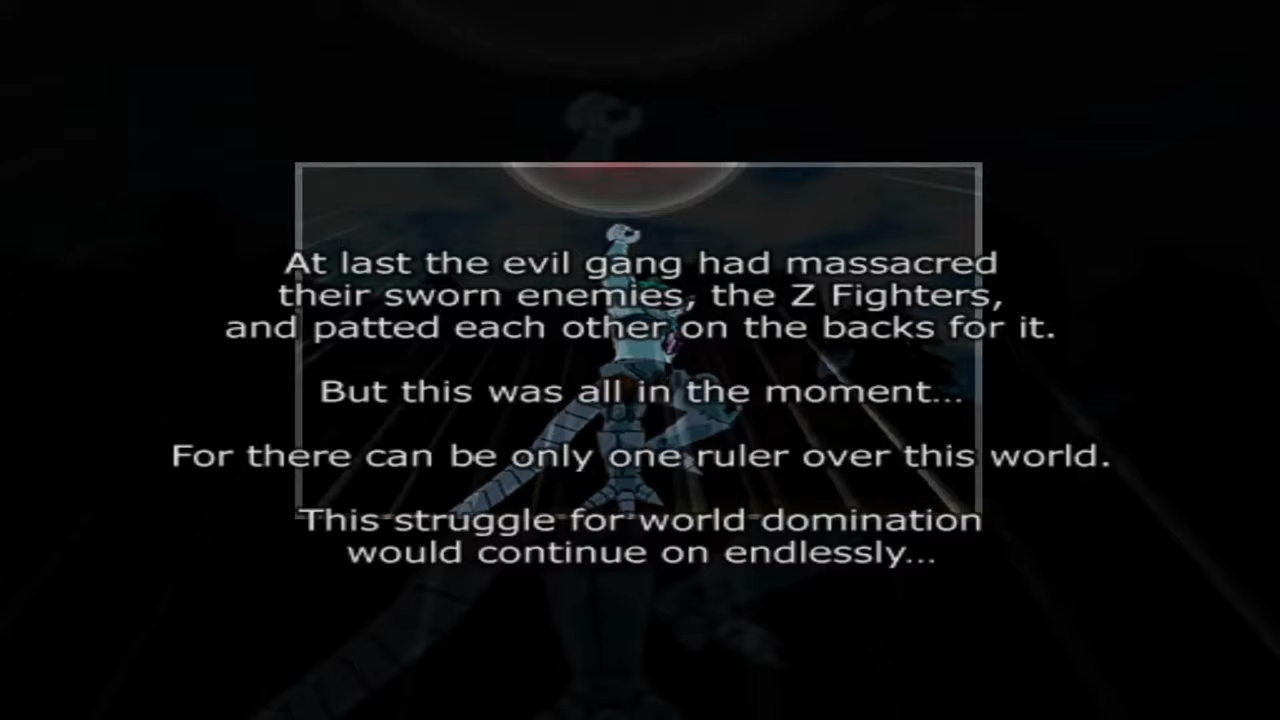 At last the evil gang had massacred
their sworn enemies, the Z Fighters,
and patted each other on the backs for it.
But this was all in the moment...
For there can be only one ruler over this world.
This struggle for world domination
would continue on endlessly...